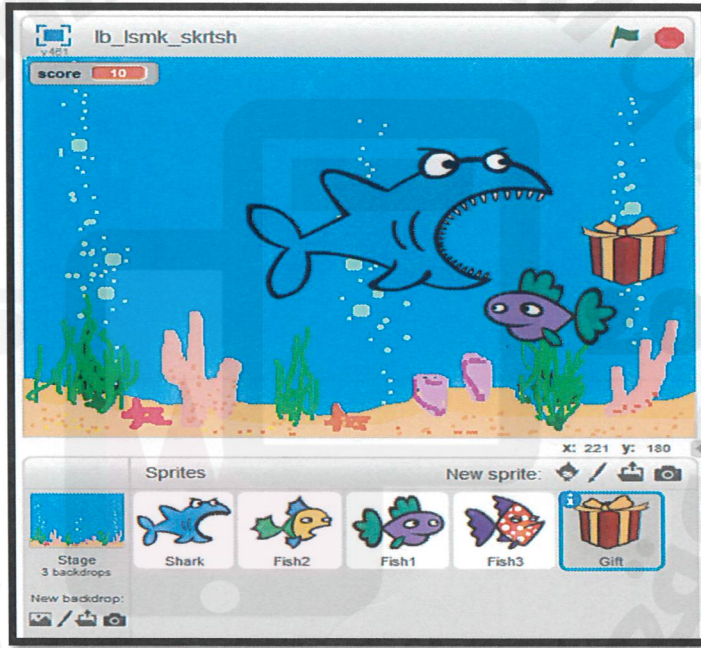 lb_lsmk_skrtsh
v461
score 10
x: 221 y: 180
Sprites
New sprite:
Stage
3 backdrops
New backdrop:
Shark
Fish2
Fish1
Fish3
Gift